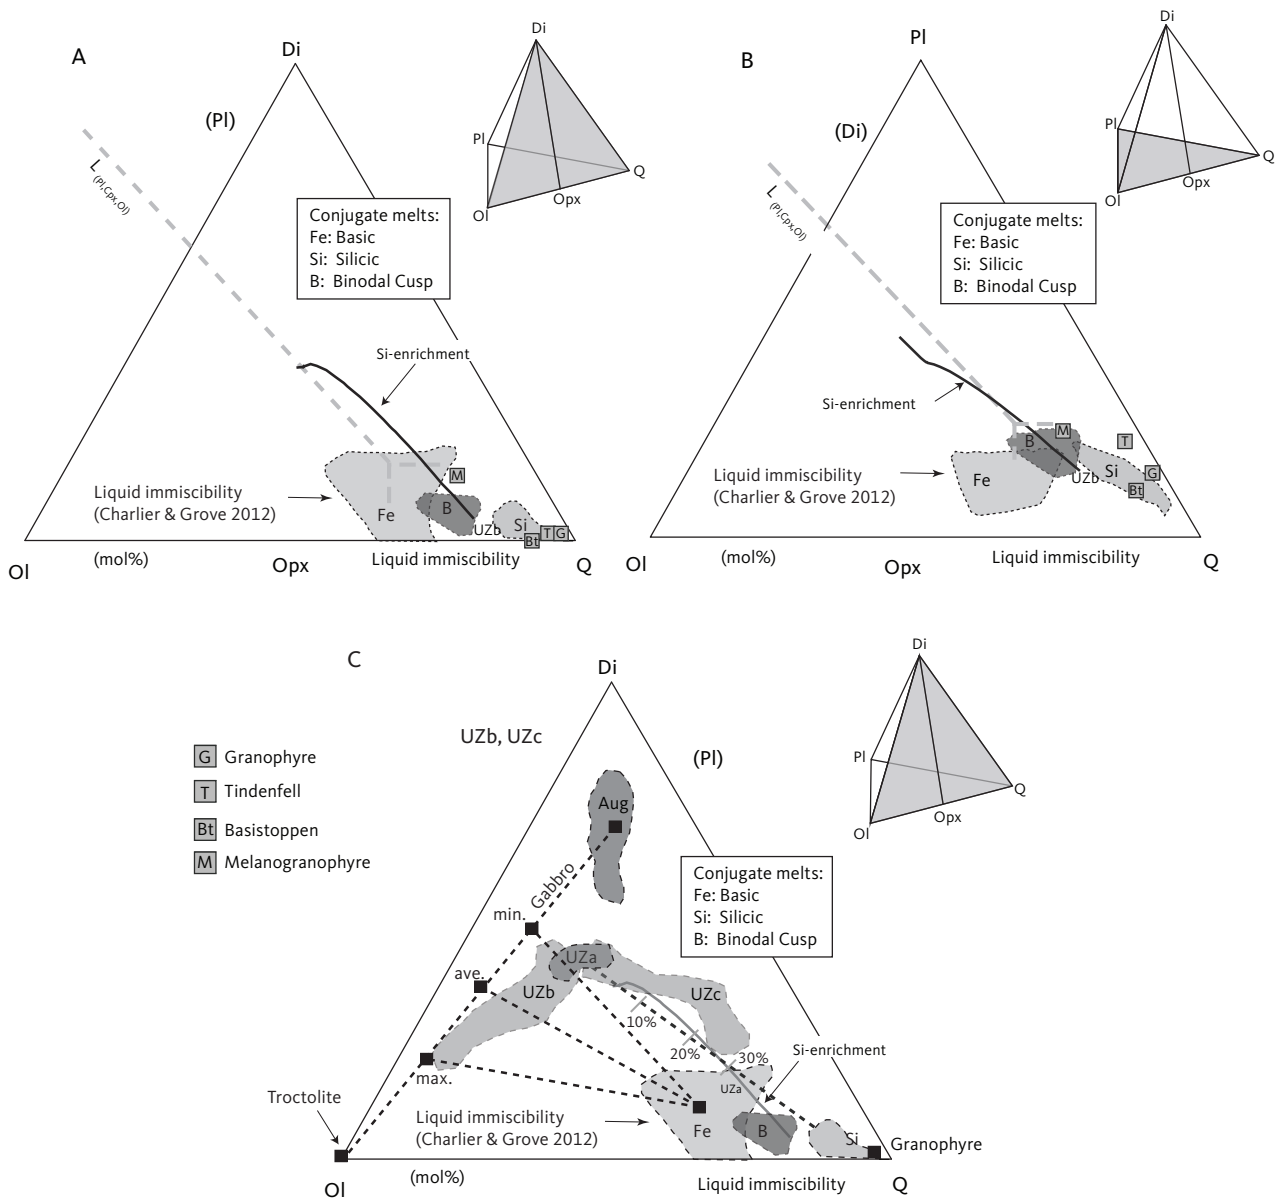 A
Di
(Pl)
L(Pl,Cpx,Ol)
Conjugate melts:
Fe: Basic
Si: Silicic
B: Binodal Cusp
Si-enrichment
Liquid immiscibility
(Charlier & Grove 2012)
Fe
M
B
UZb
Si
Bt
T
G
(mol%)
Liquid immiscibility
Ol
Opx
Q
Di
Pl
Q
Opx
Ol
B
Pl
(Di)
L(Pl,Cpx,Ol)
Conjugate melts:
Fe: Basic
Si: Silicic
B: Binodal Cusp
Si-enrichment
Liquid immiscibility
(Charlier & Grove 2012)
Fe
B
M
T
UZb
Si
G
Bt
(mol%)
Liquid immiscibility
Ol
Opx
Q
Di
Pl
Q
Opx
Ol
C
Di
UZb, UZc
(Pl)
G Granophyre
T Tindenfell
Bt Basistoppen
M Melanogranophyre
Aug
Gabbro
min.
Conjugate melts:
Fe: Basic
Si: Silicic
B: Binodal Cusp
UZa
ave.
UZb
UZc
10%
20%
30%
Si-enrichment
max.
UZa
Troctolite
Liquid immiscibility
(Charlier & Grove 2012)
Fe
B
Si
Granophyre
(mol%)
Liquid immiscibility
Ol
Q
Di
Pl
Q
Opx
Ol